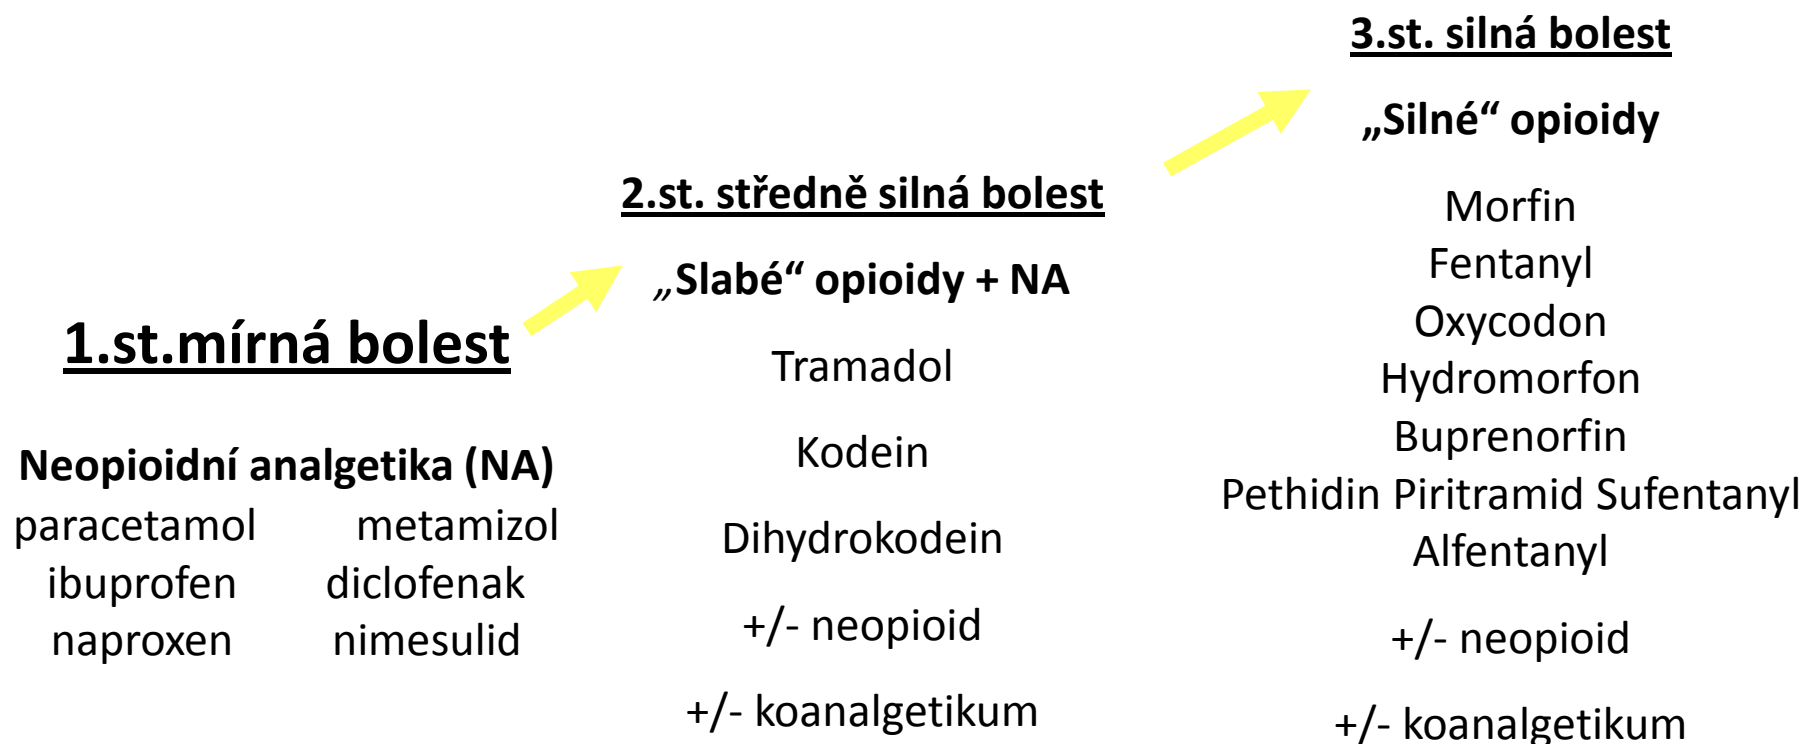 1.st.mírná bolest
Neopioidní analgetika (NA)
paracetamol metamizol
ibuprofen diclofenak
naproxen nimesulid
2.st. středně silná bolest
„Slabé“ opioidy + NA
Tramadol
Kodein
Dihydrokodein
+/- neopioid
+/- koanalgetikum
3.st. silná bolest
„Silné“ opioidy
Morfin
Fentanyl
Oxycodon
Hydromorfon
Buprenorfin
Pethidin Piritramid Sufentanyl
Alfentanyl
+/- neopioid
+/- koanalgetikum